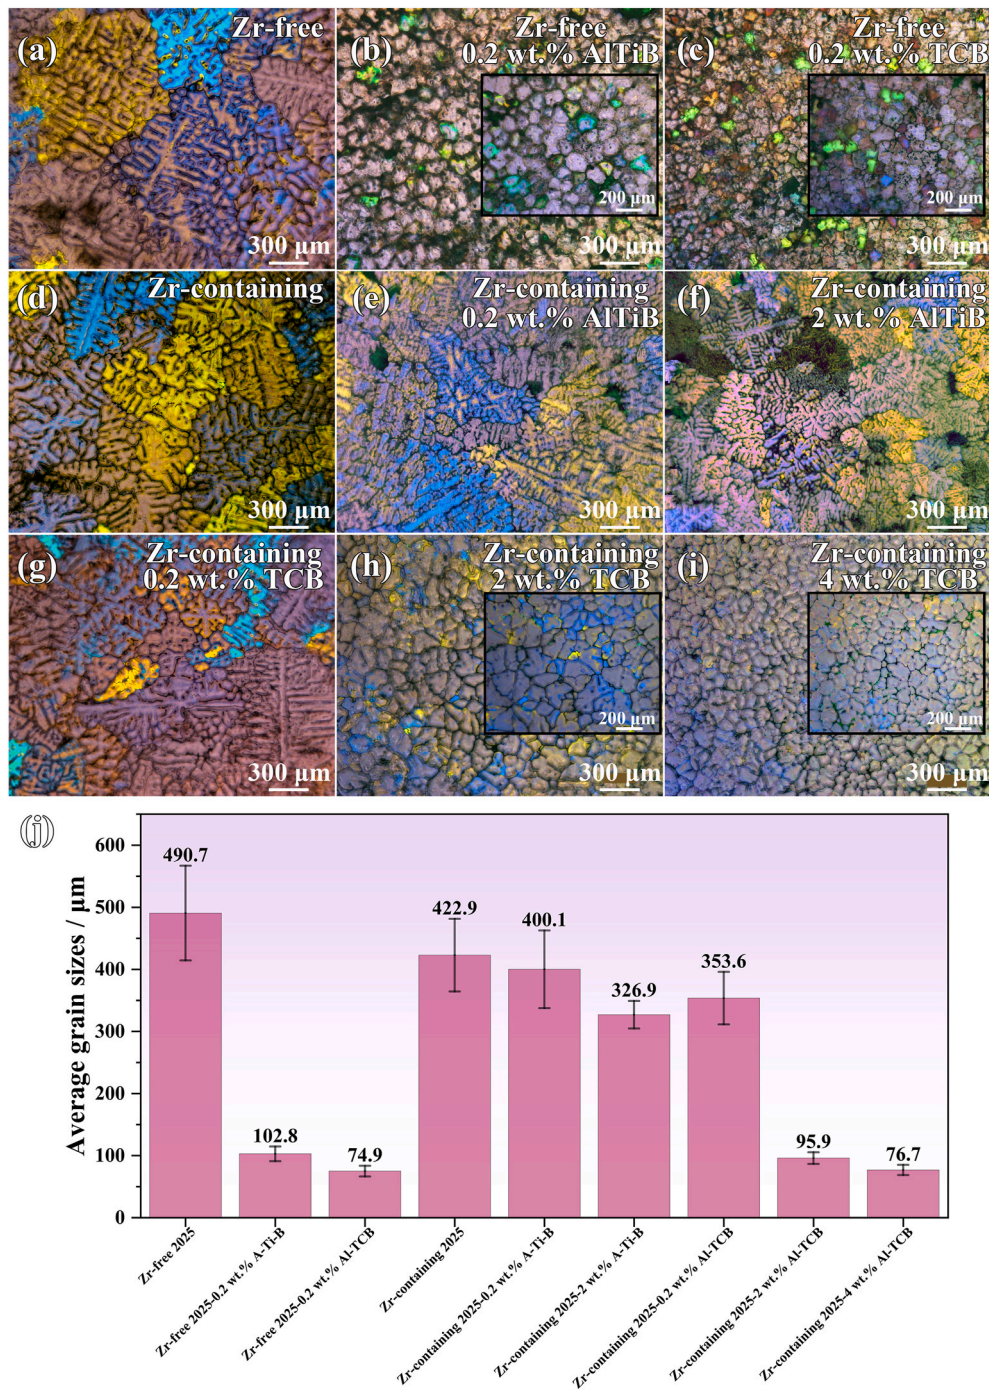 (a)
Zr-free
300 μm
(b)
Zr-free
0.2 wt.% AlTiB
200 μm
300 μm
(c)
Zr-free
0.2 wt.% TCB
200 μm
300 μm
(d)
Zr-containing
300 μm
(e)
Zr-containing
0.2 wt.% AlTiB
300 μm
(f)
Zr-containing
2 wt.% AlTiB
300 μm
(g)
Zr-containing
0.2 wt.% TCB
300 μm
(h)
Zr-containing
2 wt.% TCB
200 μm
300 μm
(i)
Zr-containing
4 wt.% TCB
200 μm
300 μm
(j)
Average grain sizes / μm
600
500
400
300
200
100
0
490.7
102.8
74.9
422.9
400.1
326.9
353.6
95.9
76.7
Zr-free 2025
Zr-free 2025-0.2 wt.% A-Ti-B
Zr-free 2025-0.2 wt.% Al-TCB
Zr-containing 2025
Zr-containing 2025-0.2 wt.% A-Ti-B
Zr-containing 2025-2 wt.% A-Ti-B
Zr-containing 2025-0.2 wt.% Al-TCB
Zr-containing 2025-2 wt.% Al-TCB
Zr-containing 2025-4 wt.% Al-TCB